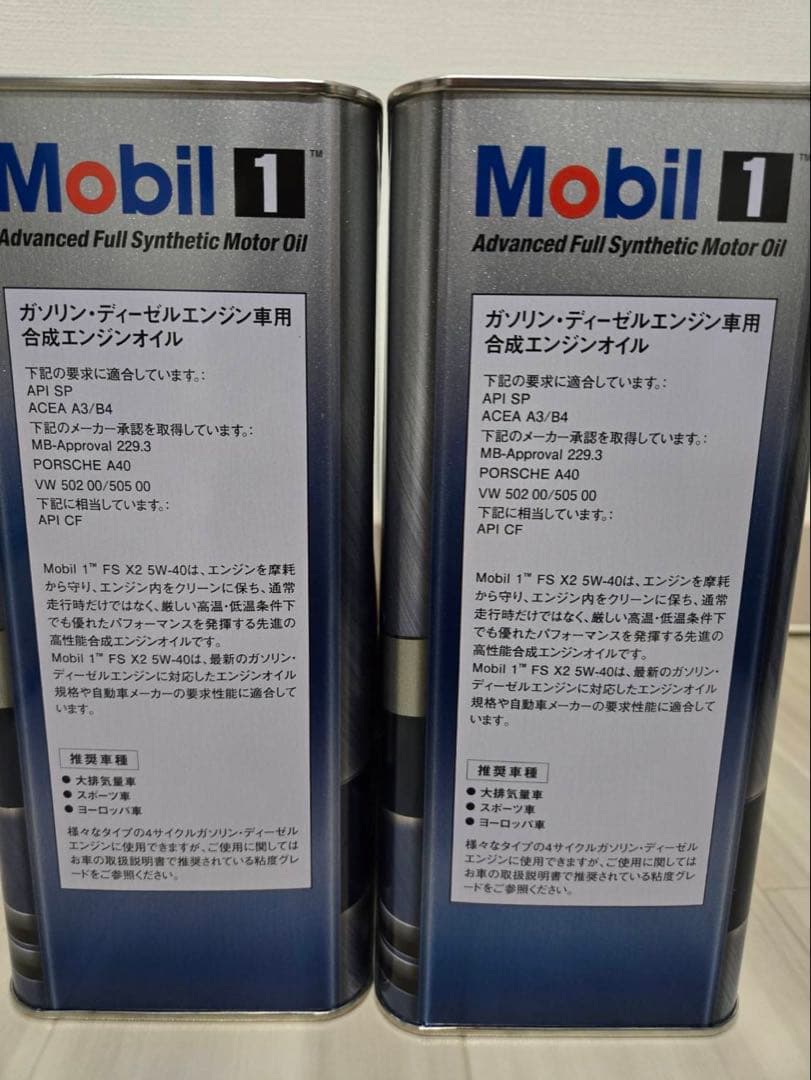 Mobil 1™
Advanced Full Synthetic Motor Oil
ガソリン・ディーゼルエンジン車用
合成エンジンオイル
下記の要求に適合しています。:
API SP
ACEA A3/B4
下記のメーカー承認を取得しています。:
MB-Approval 229.3
PORSCHE A40
VW 502 00/505 00
下記に相当しています。:
API CF
Mobil 1™ FS X2 5W-40は、エンジンを摩耗
から守り、エンジン内をクリーンに保ち、通常
走行時だけではなく、厳しい高温・低温条件下
でも優れたパフォーマンスを発揮する先進の
高性能合成エンジンオイルです。
Mobil 1™ FS X2 5W-40は、最新のガソリン・
ディーゼルエンジンに対応したエンジンオイル
規格や自動車メーカーの要求性能に適合して
います。
推奨車種
● 大排気量車
● スポーツ車
● ヨーロッパ車
様々なタイプの4サイクルガソリン・ディーゼル
エンジンに使用できますが、ご使用に関しては
お車の取扱説明書で推奨されている粘度グレ
ードをご参照ください。
Mobil 1™
Advanced Full Synthetic Motor Oil
ガソリン・ディーゼルエンジン車用
合成エンジンオイル
下記の要求に適合しています。:
API SP
ACEA A3/B4
下記のメーカー承認を取得しています。:
MB-Approval 229.3
PORSCHE A40
VW 502 00/505 00
下記に相当しています。:
API CF
Mobil 1™ FS X2 5W-40は、エンジンを摩耗
から守り、エンジン内をクリーンに保ち、通常
走行時だけではなく、厳しい高温・低温条件下
でも優れたパフォーマンスを発揮する先進の
高性能合成エンジンオイルです。
Mobil 1™ FS X2 5W-40は、最新のガソリン・
ディーゼルエンジンに対応したエンジンオイル
規格や自動車メーカーの要求性能に適合して
います。
推奨車種
● 大排気量車
● スポーツ車
● ヨーロッパ車
様々なタイプの4サイクルガソリン・ディーゼル
エンジンに使用できますが、ご使用に関しては
お車の取扱説明書で推奨されている粘度グレ
ードをご参照ください。